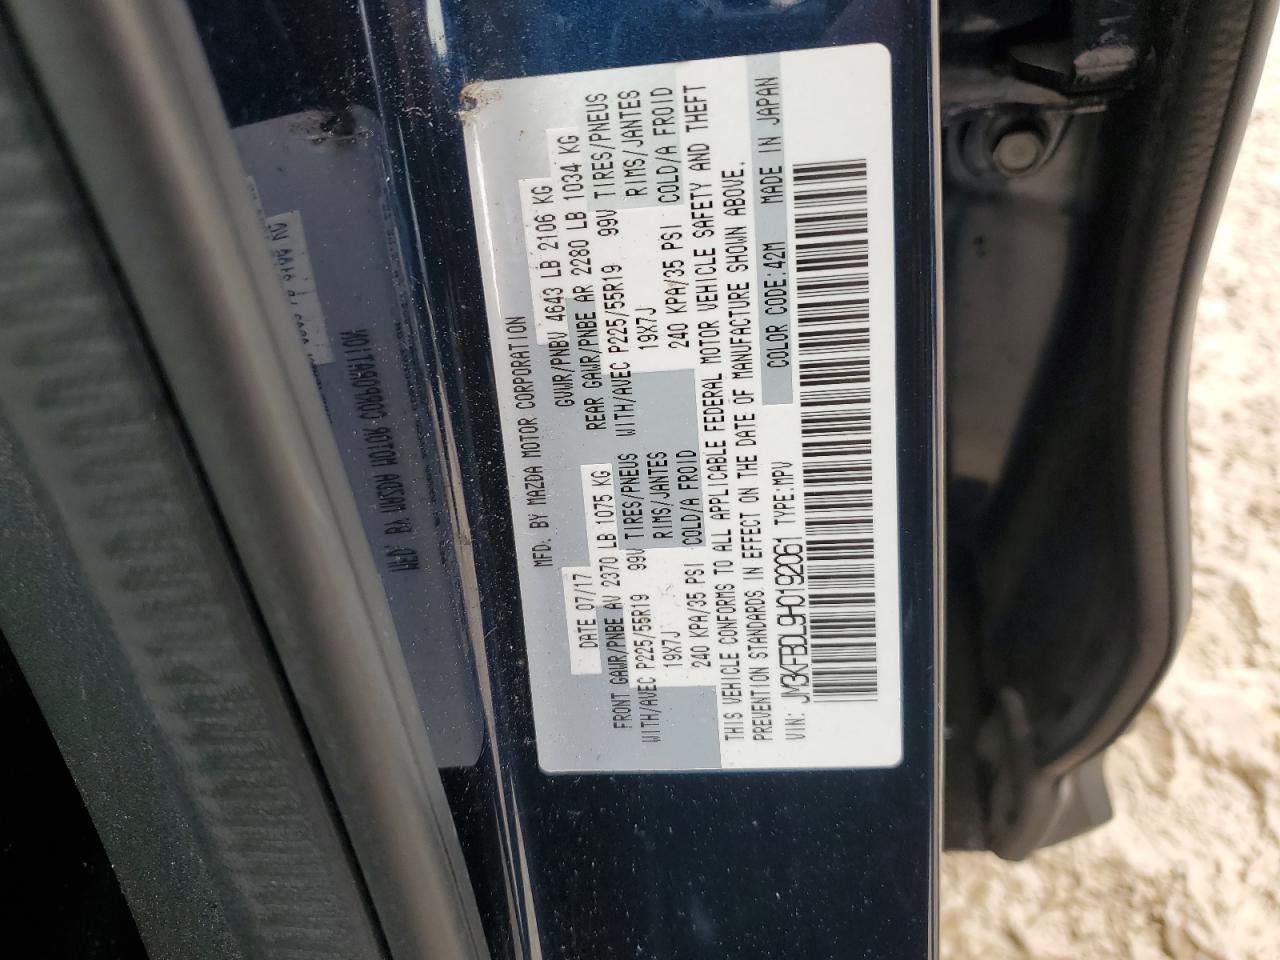 MFD. BY MAZDA MOTOR CORPORATION
DATE 07/17 GVWR/PNBV 4643 LB 2106 KG
FRONT GAWR/PNBE AV 2370 LB 1075 KG REAR GAWR/PNBE AR 2280 LB 1034 KG
WITH/AVEC P225/55R19 99V TIRES/PNEUS WITH/AVEC P225/55R19 99V TIRES/PNEUS
19X7J RIMS/JANTES 19X7J RIMS/JANTES
240 KPA/35 PSI COLD/A FROID 240 KPA/35 PSI COLD/A FROID
THIS VEHICLE CONFORMS TO ALL APPLICABLE FEDERAL MOTOR VEHICLE SAFETY AND THEFT
PREVENTION STANDARDS IN EFFECT ON THE DATE OF MANUFACTURE SHOWN ABOVE.
VIN: JM3KFBDL9H0192061 TYPE:MPV COLOR CODE:42M MADE IN JAPAN